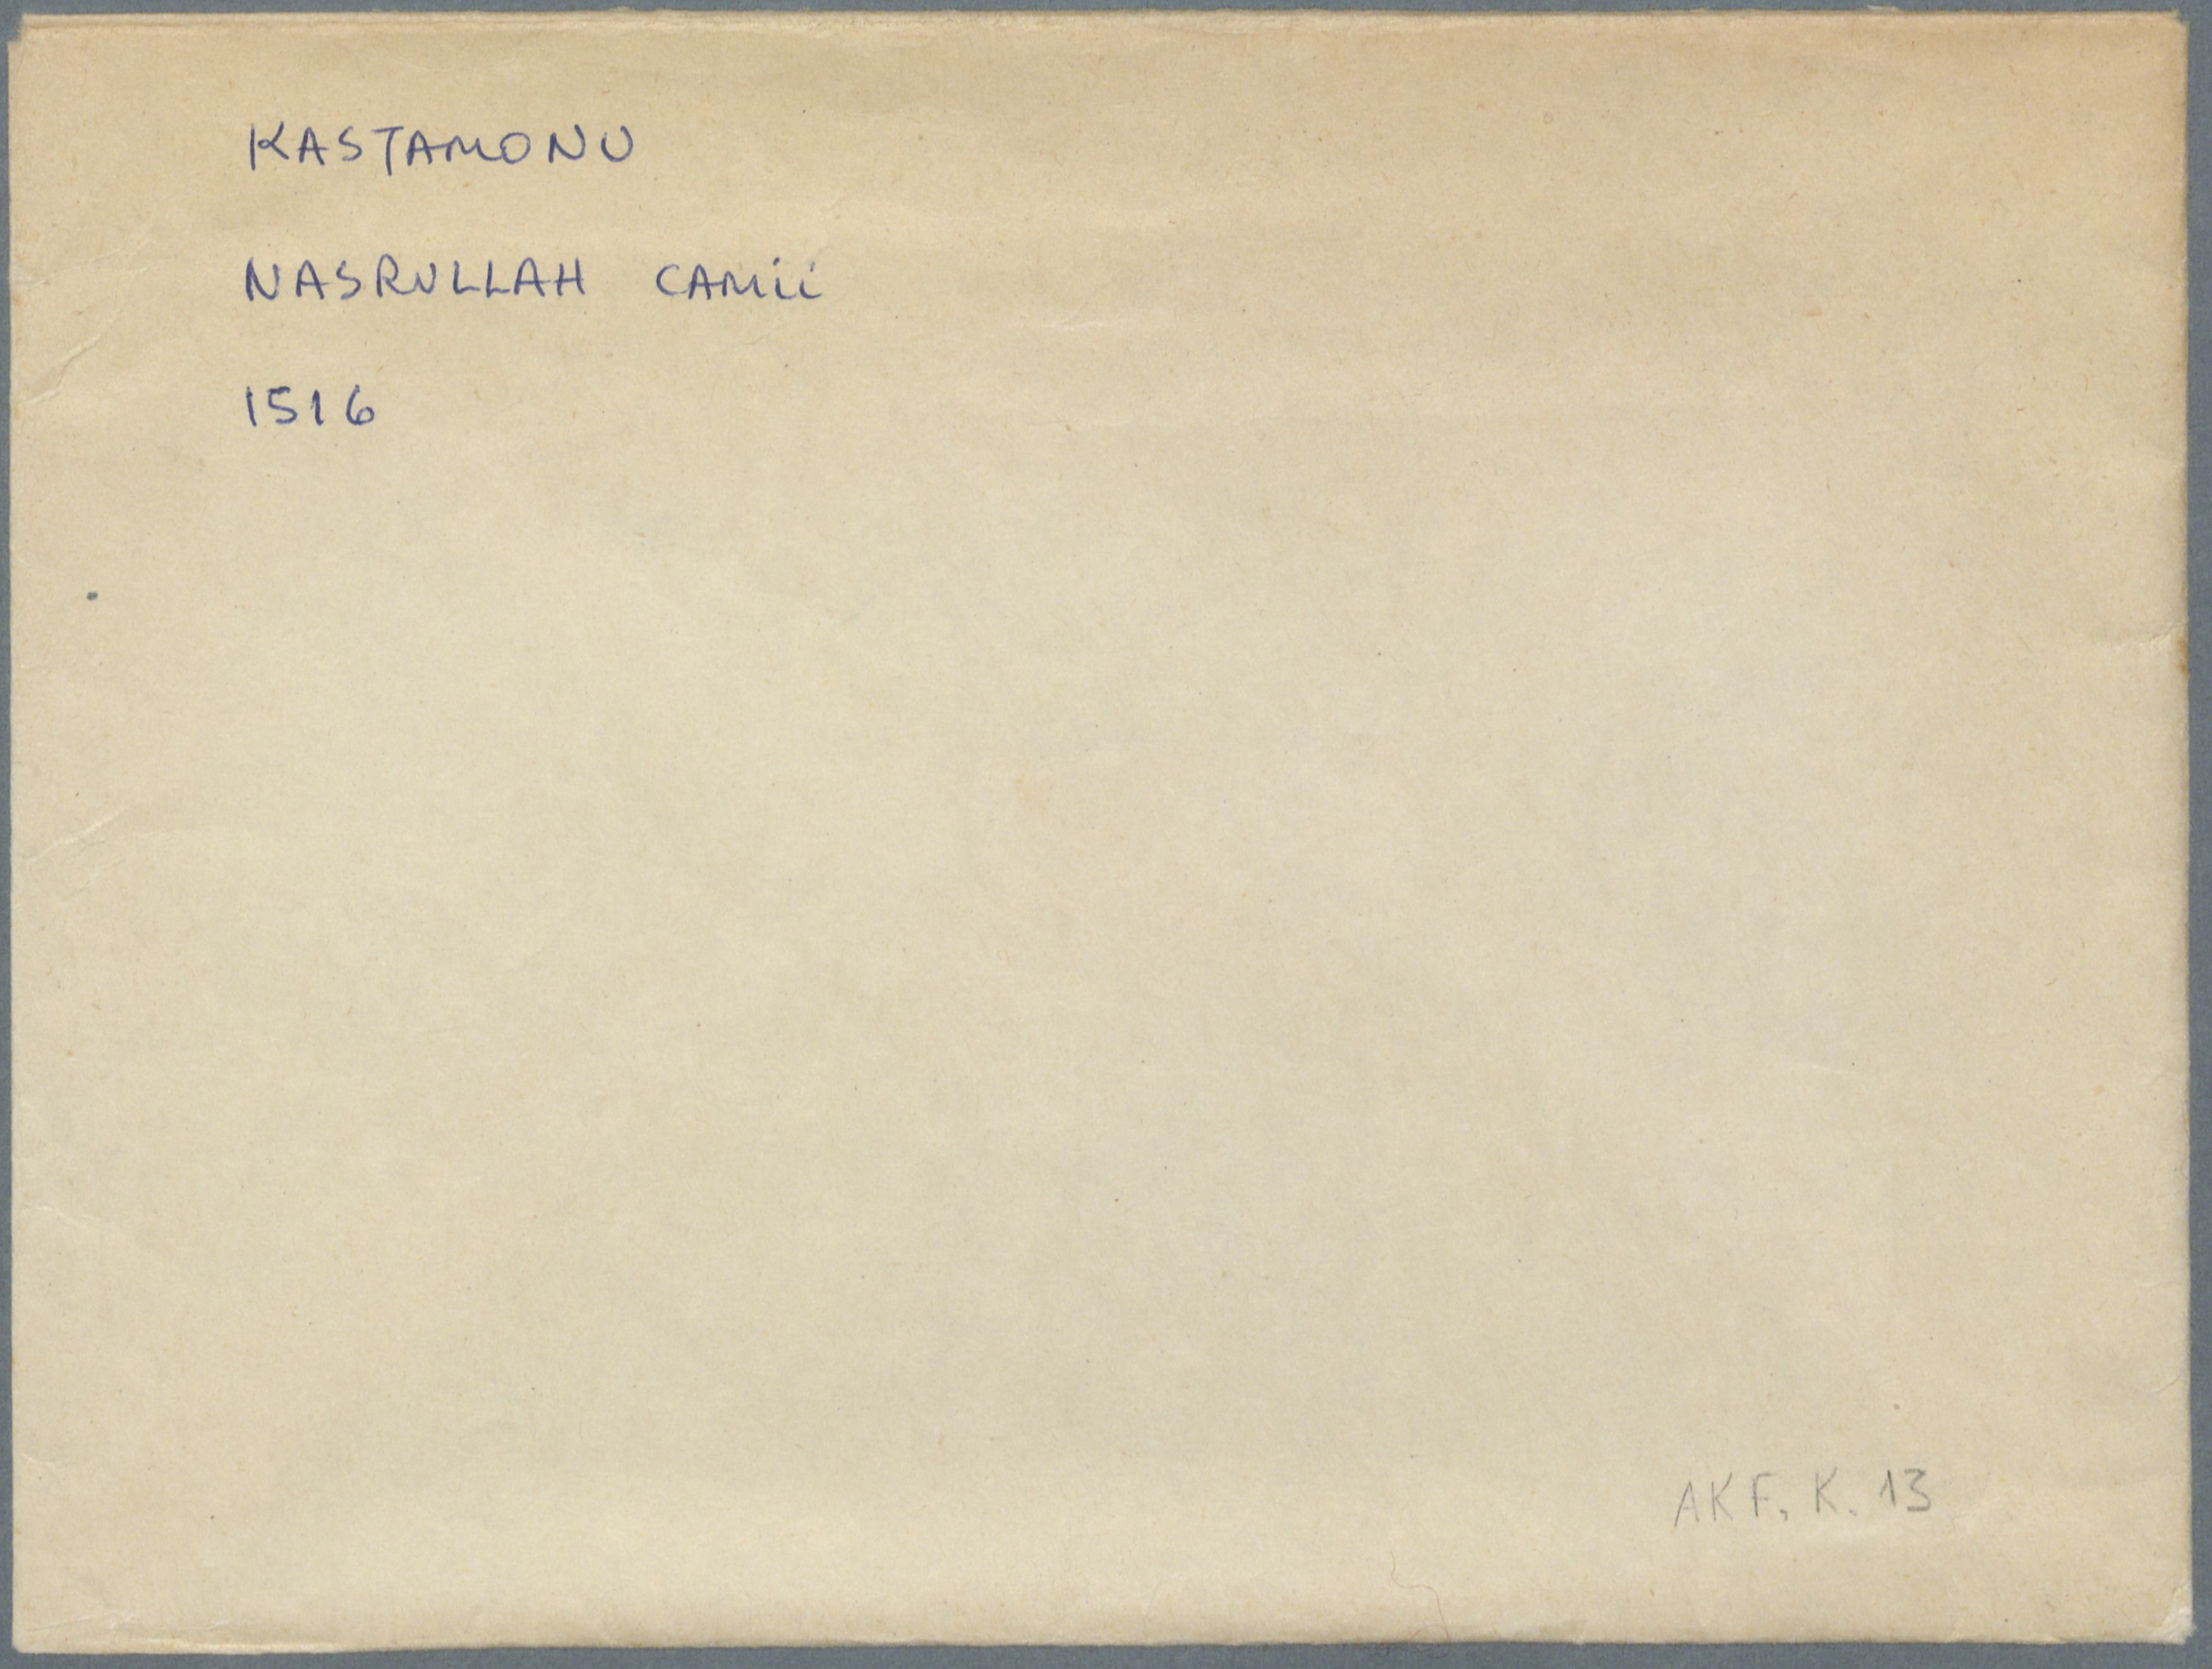 KASTAMONU
NASRULLAH CAMİİ
1516
AKF. K. 13